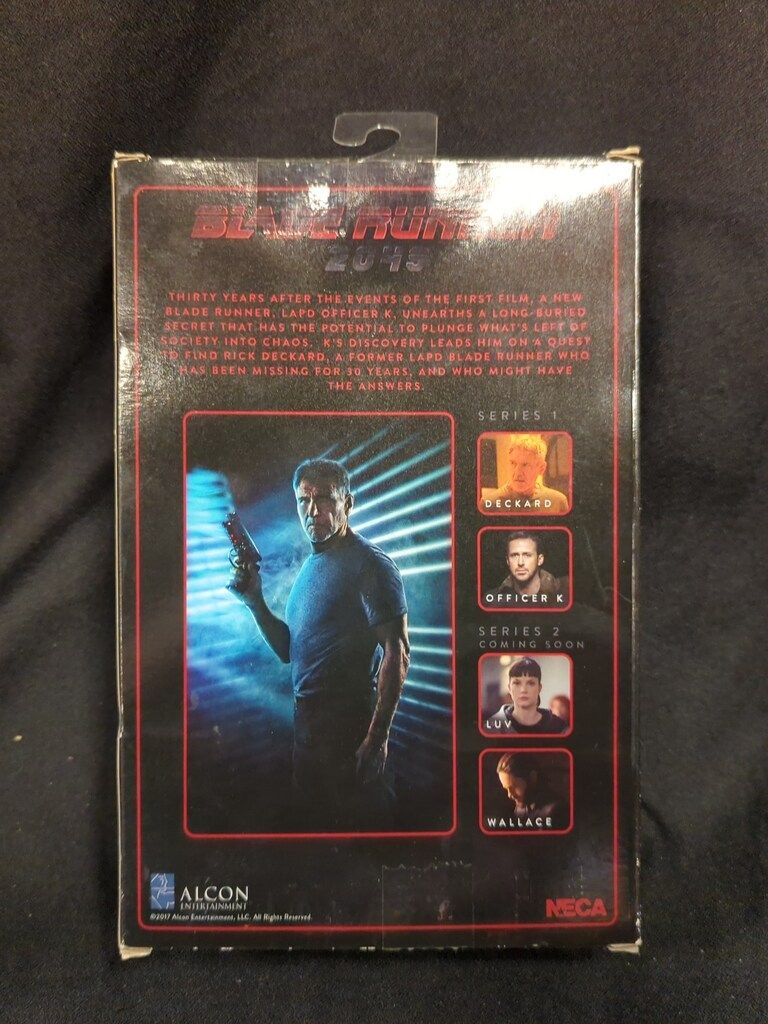 BLADE RUNNER
2049
THIRTY YEARS AFTER THE EVENTS OF THE FIRST FILM, A NEW
BLADE RUNNER, LAPD OFFICER K, UNEARTHS A LONG-BURIED
SECRET THAT HAS THE POTENTIAL TO PLUNGE WHAT'S LEFT OF
SOCIETY INTO CHAOS. K'S DISCOVERY LEADS HIM ON A QUEST
TO FIND RICK DECKARD, A FORMER LAPD BLADE RUNNER WHO
HAS BEEN MISSING FOR 30 YEARS, AND WHO MIGHT HAVE
THE ANSWERS.
SERIES 1
DECKARD
OFFICER K
SERIES 2
COMING SOON
LUV
WALLACE
ALCON
ENTERTAINMENT
©2017 Alcon Entertainment, LLC. All Rights Reserved.
NECA